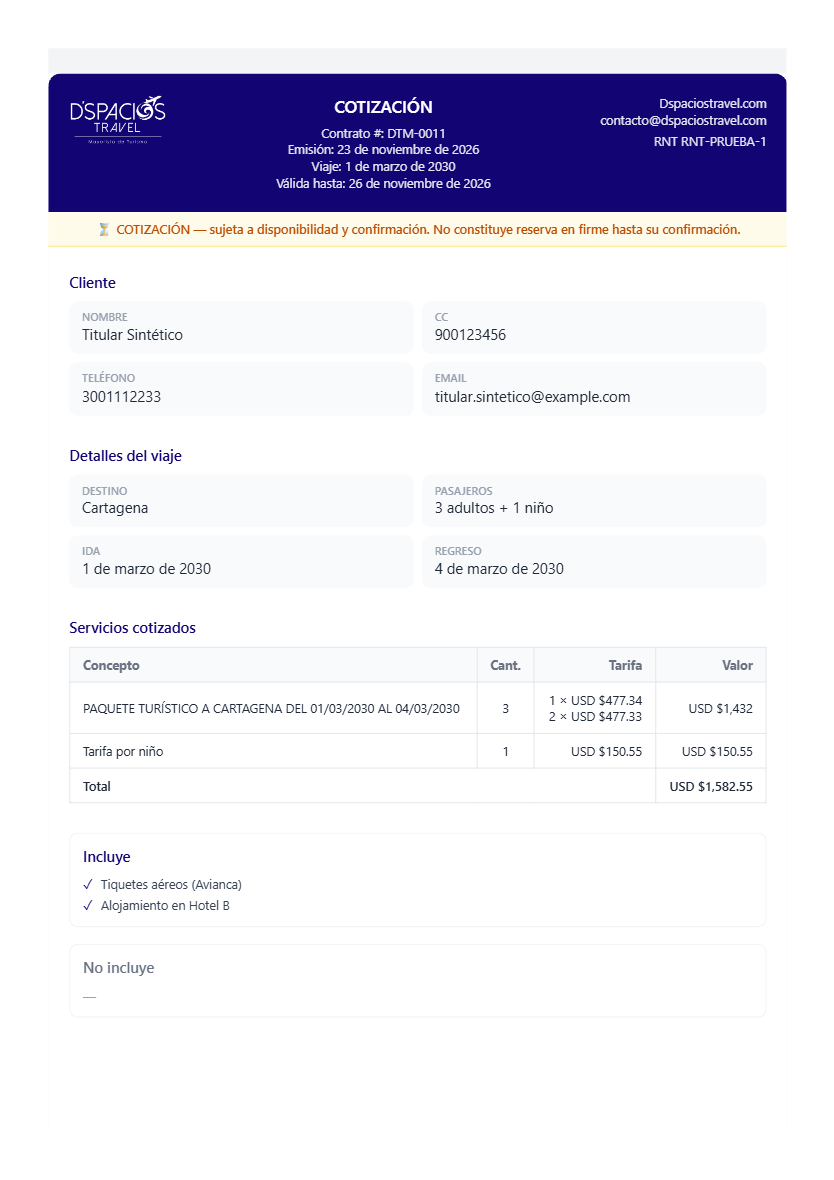 D'SPACIOS
TRAVEL
Mayorista de Turismo
COTIZACIÓN
Contrato #: DTM-0011
Emisión: 23 de noviembre de 2026
Viaje: 1 de marzo de 2030
Válida hasta: 26 de noviembre de 2026
Dspaciostravel.com
contacto@dspaciostravel.com
RNT RNT-PRUEBA-1
⏳ COTIZACIÓN — sujeta a disponibilidad y confirmación. No constituye reserva en firme hasta su confirmación.
Cliente
NOMBRE
Titular Sintético
CC
900123456
TELÉFONO
3001112233
EMAIL
titular.sintetico@example.com
Detalles del viaje
DESTINO
Cartagena
PASAJEROS
3 adultos + 1 niño
IDA
1 de marzo de 2030
REGRESO
4 de marzo de 2030
Servicios cotizados
Concepto Cant. Tarifa Valor
PAQUETE TURÍSTICO A CARTAGENA DEL 01/03/2030 AL 04/03/2030 3 1 × USD $477.34 USD $1,432
2 × USD $477.33
Tarifa por niño 1 USD $150.55 USD $150.55
Total USD $1,582.55
Incluye
✓ Tiquetes aéreos (Avianca)
✓ Alojamiento en Hotel B
No incluye
—